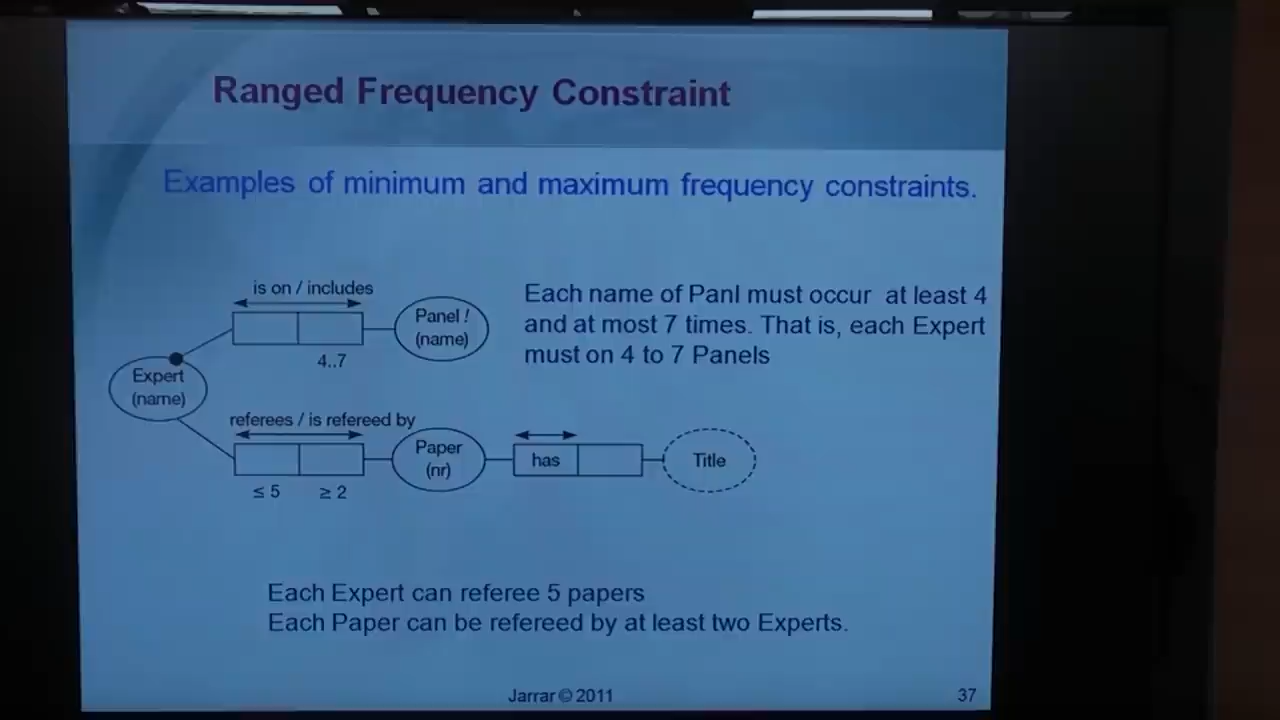 Ranged Frequency Constraint
Examples of minimum and maximum frequency constraints.
is on / includes
Panel !
(name)
4..7
Each name of Panl must occur at least 4
and at most 7 times. That is, each Expert
must on 4 to 7 Panels
Expert
(name)
referees / is refereed by
Paper
(nr)
has
Title
≤ 5
≥ 2
Each Expert can referee 5 papers
Each Paper can be refereed by at least two Experts.
Jarrar © 2011
37